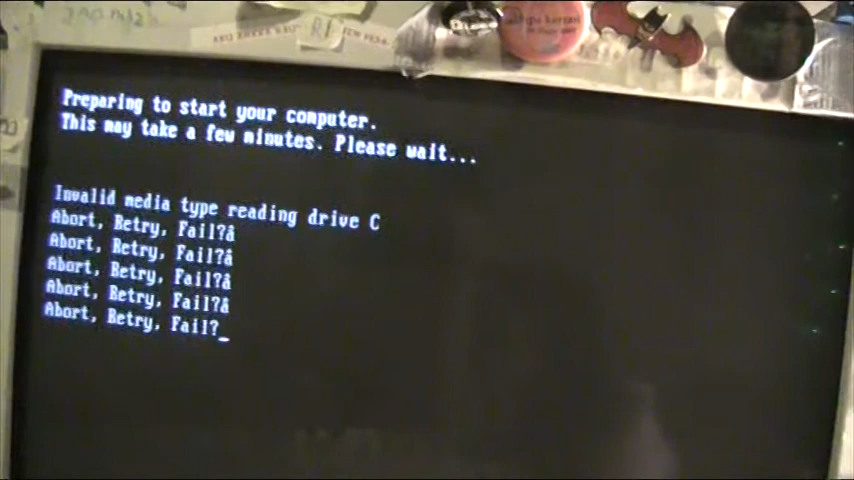 Preparing to start your computer.
This may take a few minutes. Please wait...
Invalid media type reading drive C
Abort, Retry, Fail?â
Abort, Retry, Fail?â
Abort, Retry, Fail?â
Abort, Retry, Fail?â
Abort, Retry, Fail?_